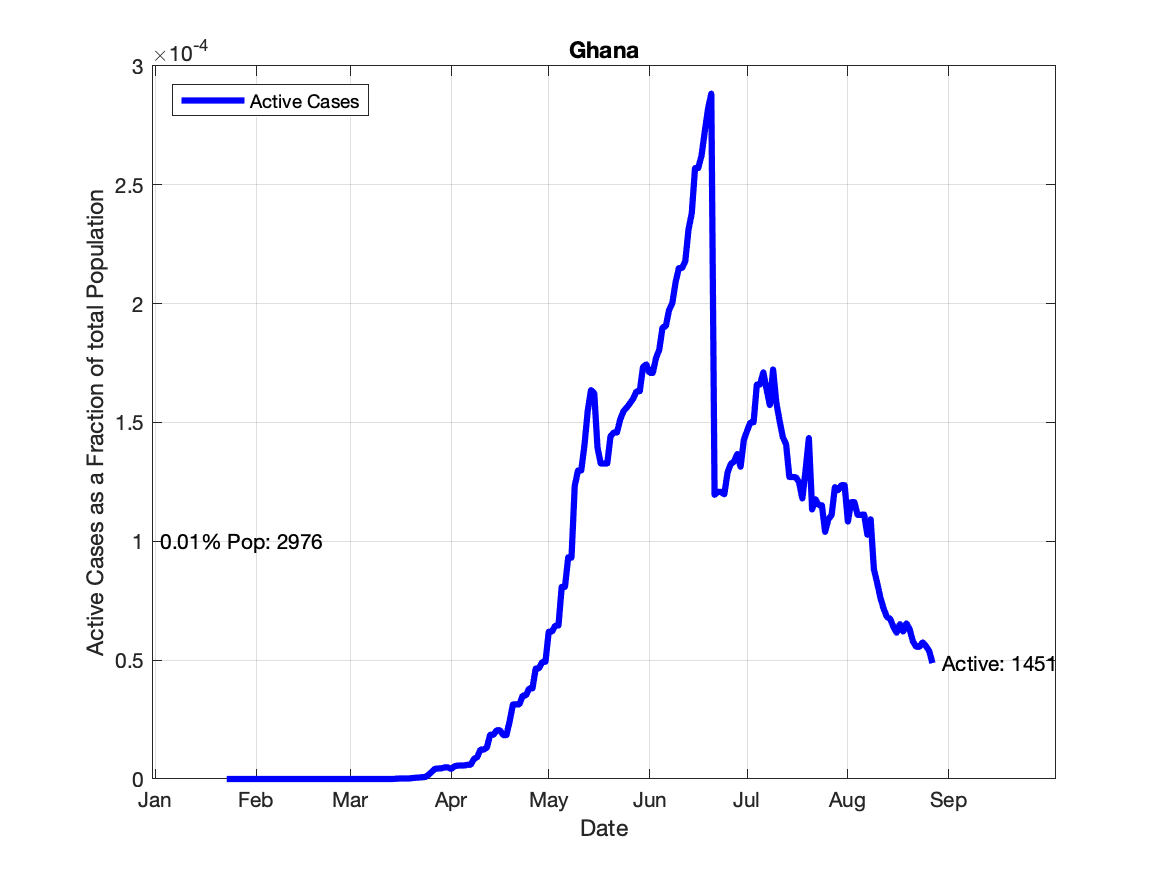 Ghana
×10-4
3
2.5
2
1.5
1
0.5
0
Active Cases as a Fraction of total Population
Active Cases
0.01% Pop: 2976
Active: 1451
Jan Feb Mar Apr May Jun Jul Aug Sep
Date